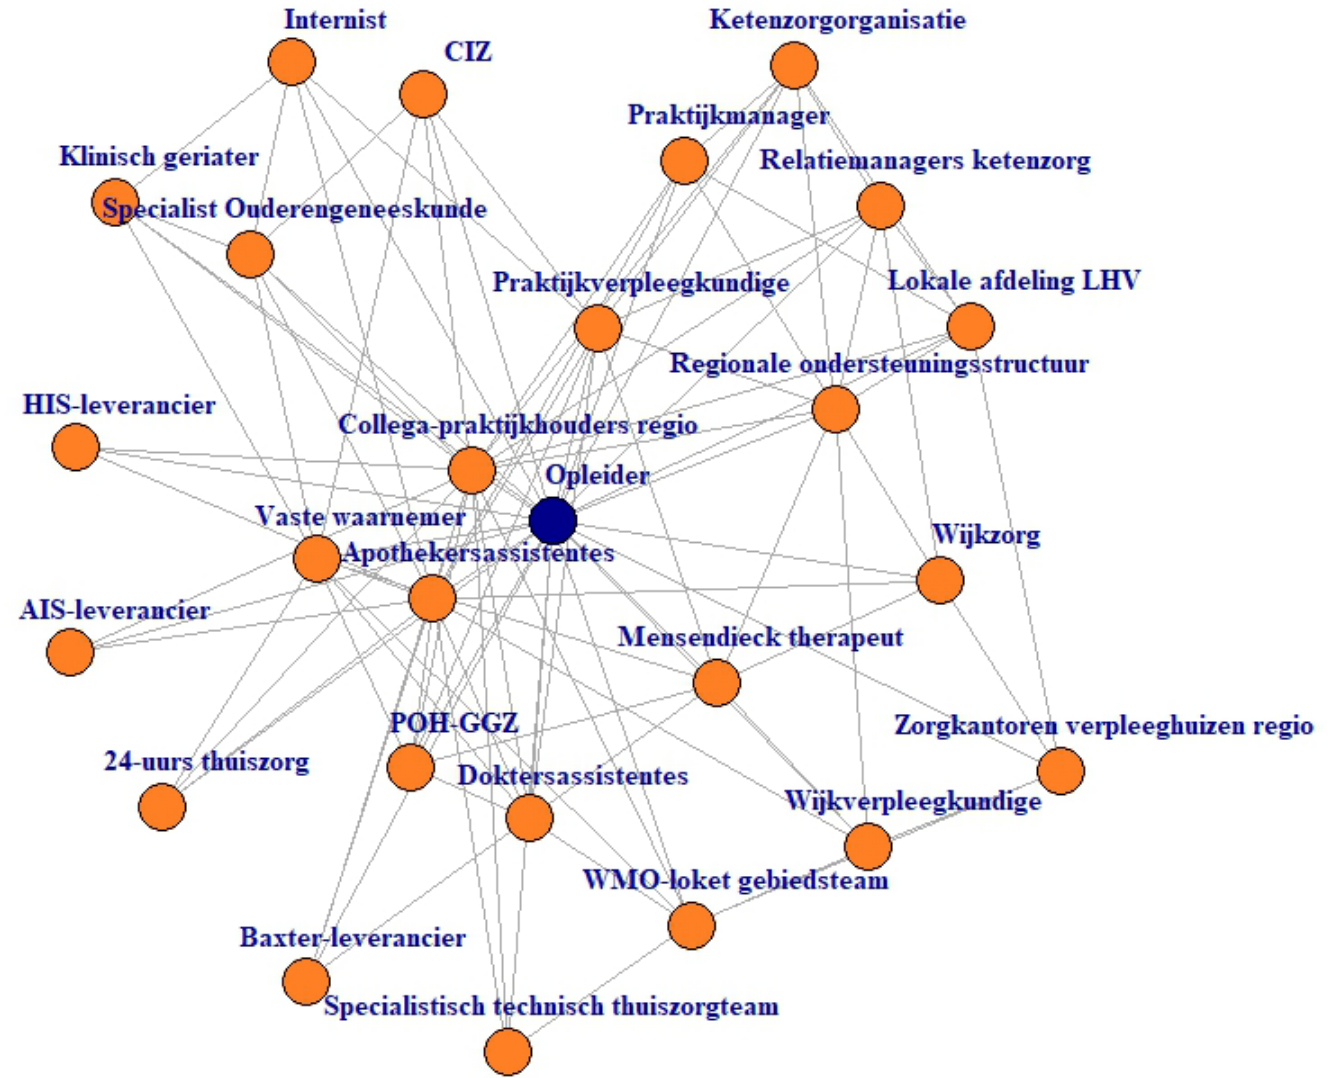 Internist
Ketenzorgorganisatie
CIZ
Praktijkmanager
Klinisch geriater
Relatiemanagers ketenzorg
Specialist Ouderengeneeskunde
Praktijkverpleegkundige
Lokale afdeling LHV
Regionale ondersteuningsstructuur
HIS-leverancier
Collega-praktijkhouders regio
Opleider
Vaste waarnemer
Wijkzorg
Apothekersassistentes
AIS-leverancier
Mensendieck therapeut
POH-GGZ
Zorgkantoren verpleeghuizen regio
24-uurs thuiszorg
Doktersassistentes
Wijkverpleegkundige
WMO-loket gebiedsteam
Baxter-leverancier
Specialistisch technisch thuiszorgteam